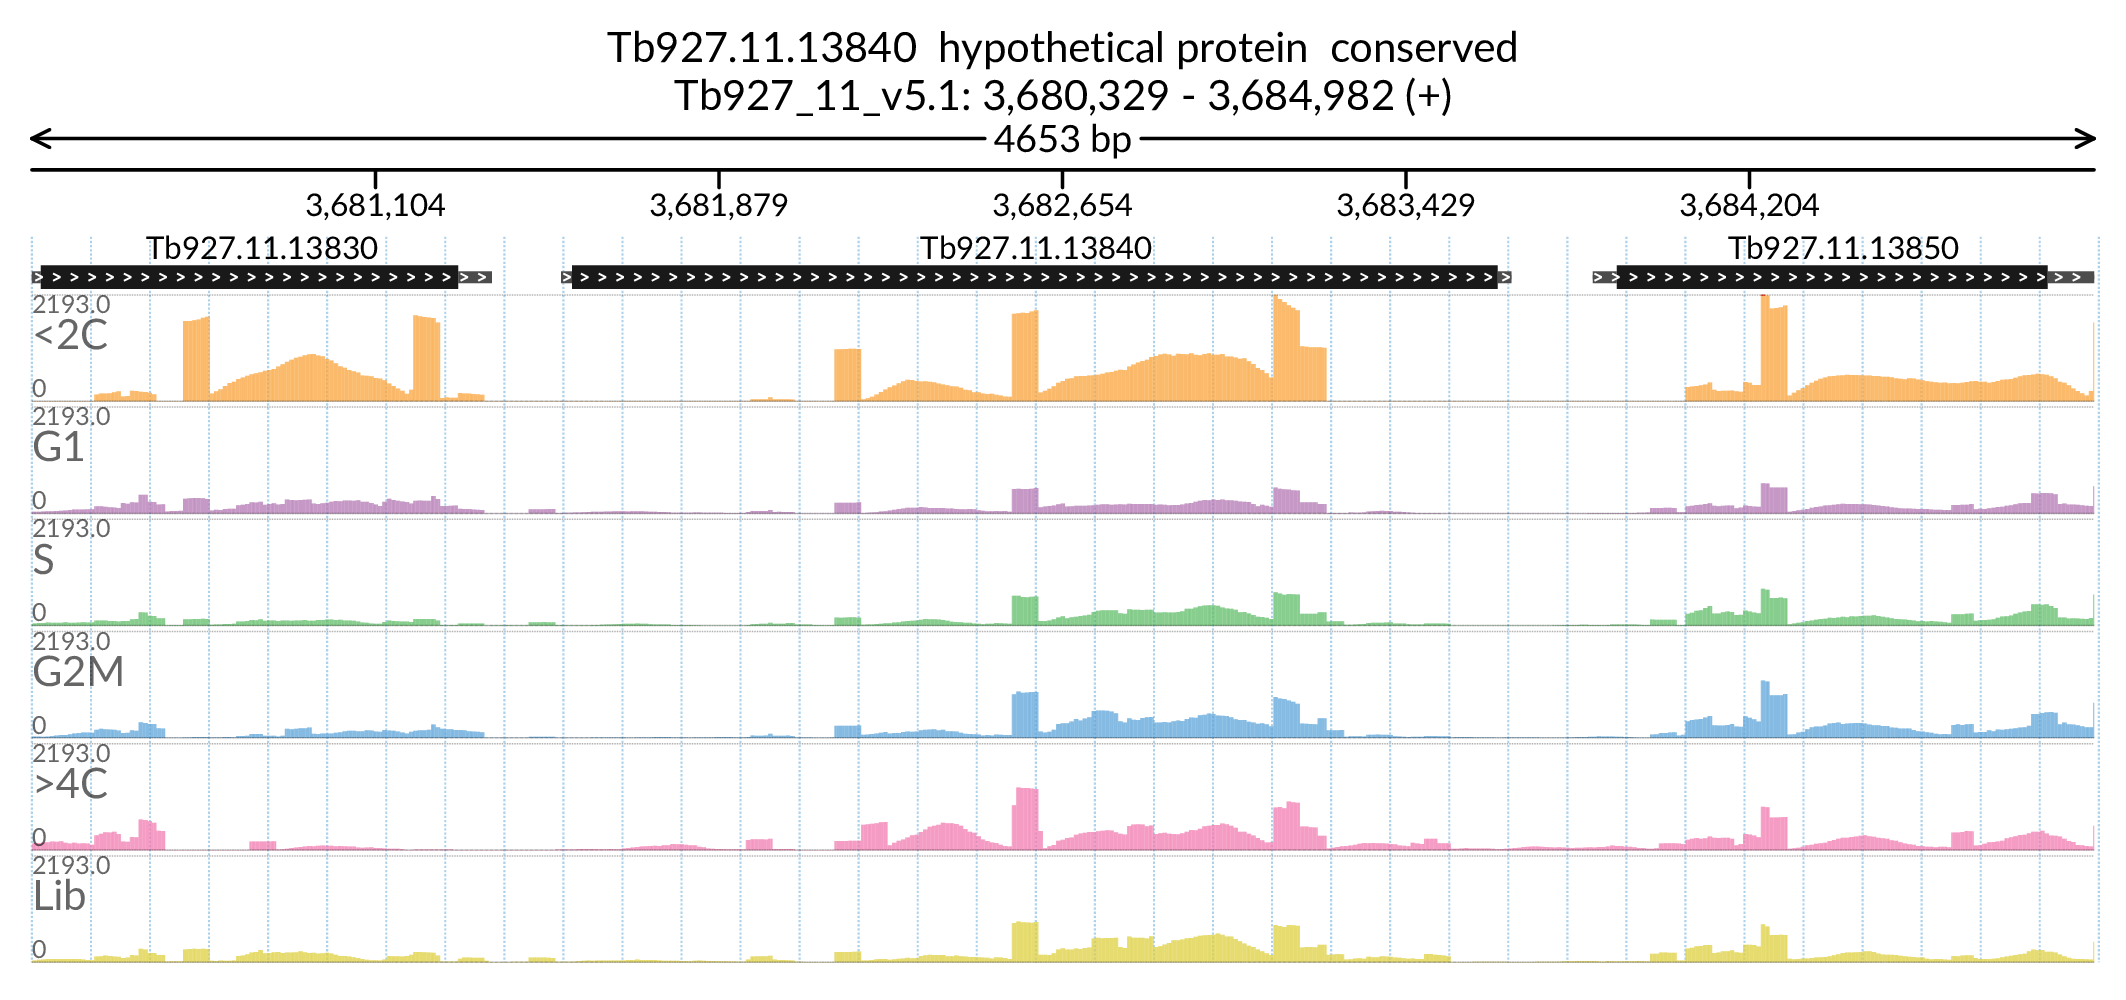 Tb927.11.13840 hypothetical protein conserved
Tb927_11_v5.1: 3,680,329 - 3,684,982 (+)
4653 bp
3,681,104 3,681,879 3,682,654 3,683,429 3,684,204
Tb927.11.13830 Tb927.11.13840 Tb927.11.13850
2193.0
<2C
0
2193.0
G1
0
2193.0
S
0
2193.0
G2M
0
2193.0
>4C
0
2193.0
Lib
0